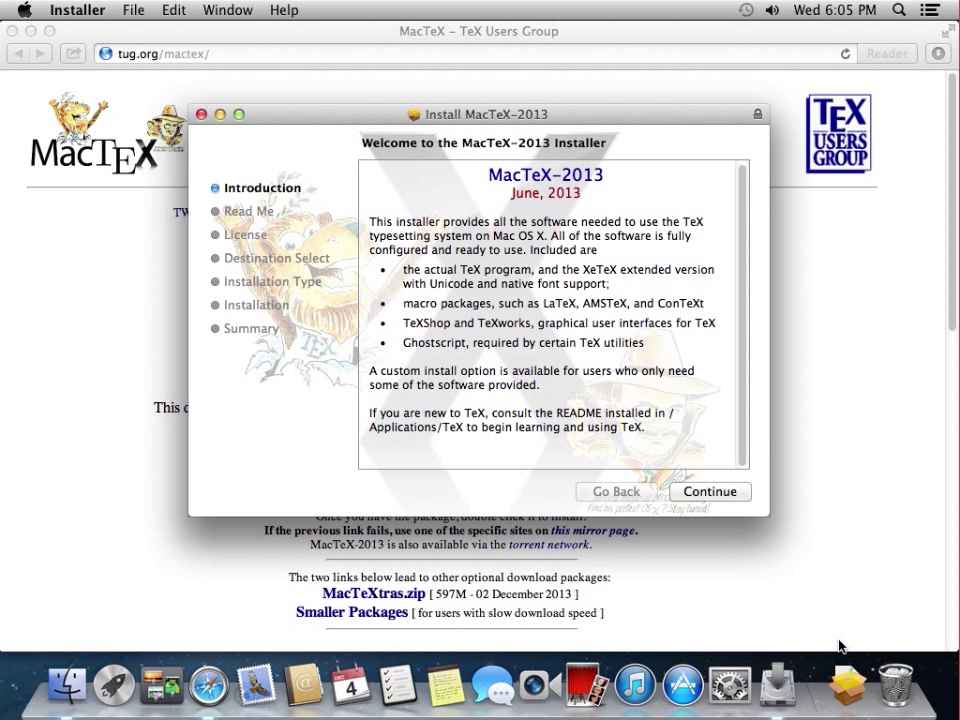 Installer File Edit Window Help Wed 6:05 PM
MacTeX – TeX Users Group
tug.org/mactex/ Reader
MacTEX
TEX
USERS
GROUP
Install MacTeX-2013
Welcome to the MacTeX-2013 Installer
Introduction
Read Me
License
Destination Select
Installation Type
Installation
Summary
MacTeX-2013
June, 2013
This installer provides all the software needed to use the TeX
typesetting system on Mac OS X. All of the software is fully
configured and ready to use. Included are
• the actual TeX program, and the XeTeX extended version
with Unicode and native font support;
• macro packages, such as LaTeX, AMSTeX, and ConTeXt
• TeXShop and TeXworks, graphical user interfaces for TeX
• Ghostscript, required by certain TeX utilities
A custom install option is available for users who only need
some of the software provided.
If you are new to TeX, consult the README installed in /
Applications/TeX to begin learning and using TeX.
Go Back Continue
TEX
find his perfect OS X? Stay tuned!
TW
This d
Once you have the package, double click it to install.
If the previous link fails, use one of the specific sites on this mirror page.
MacTeX-2013 is also available via the torrent network.
The two links below lead to other optional download packages:
MacTeXtras.zip [ 597M - 02 December 2013 ]
Smaller Packages [ for users with slow download speed ]
DEC
4